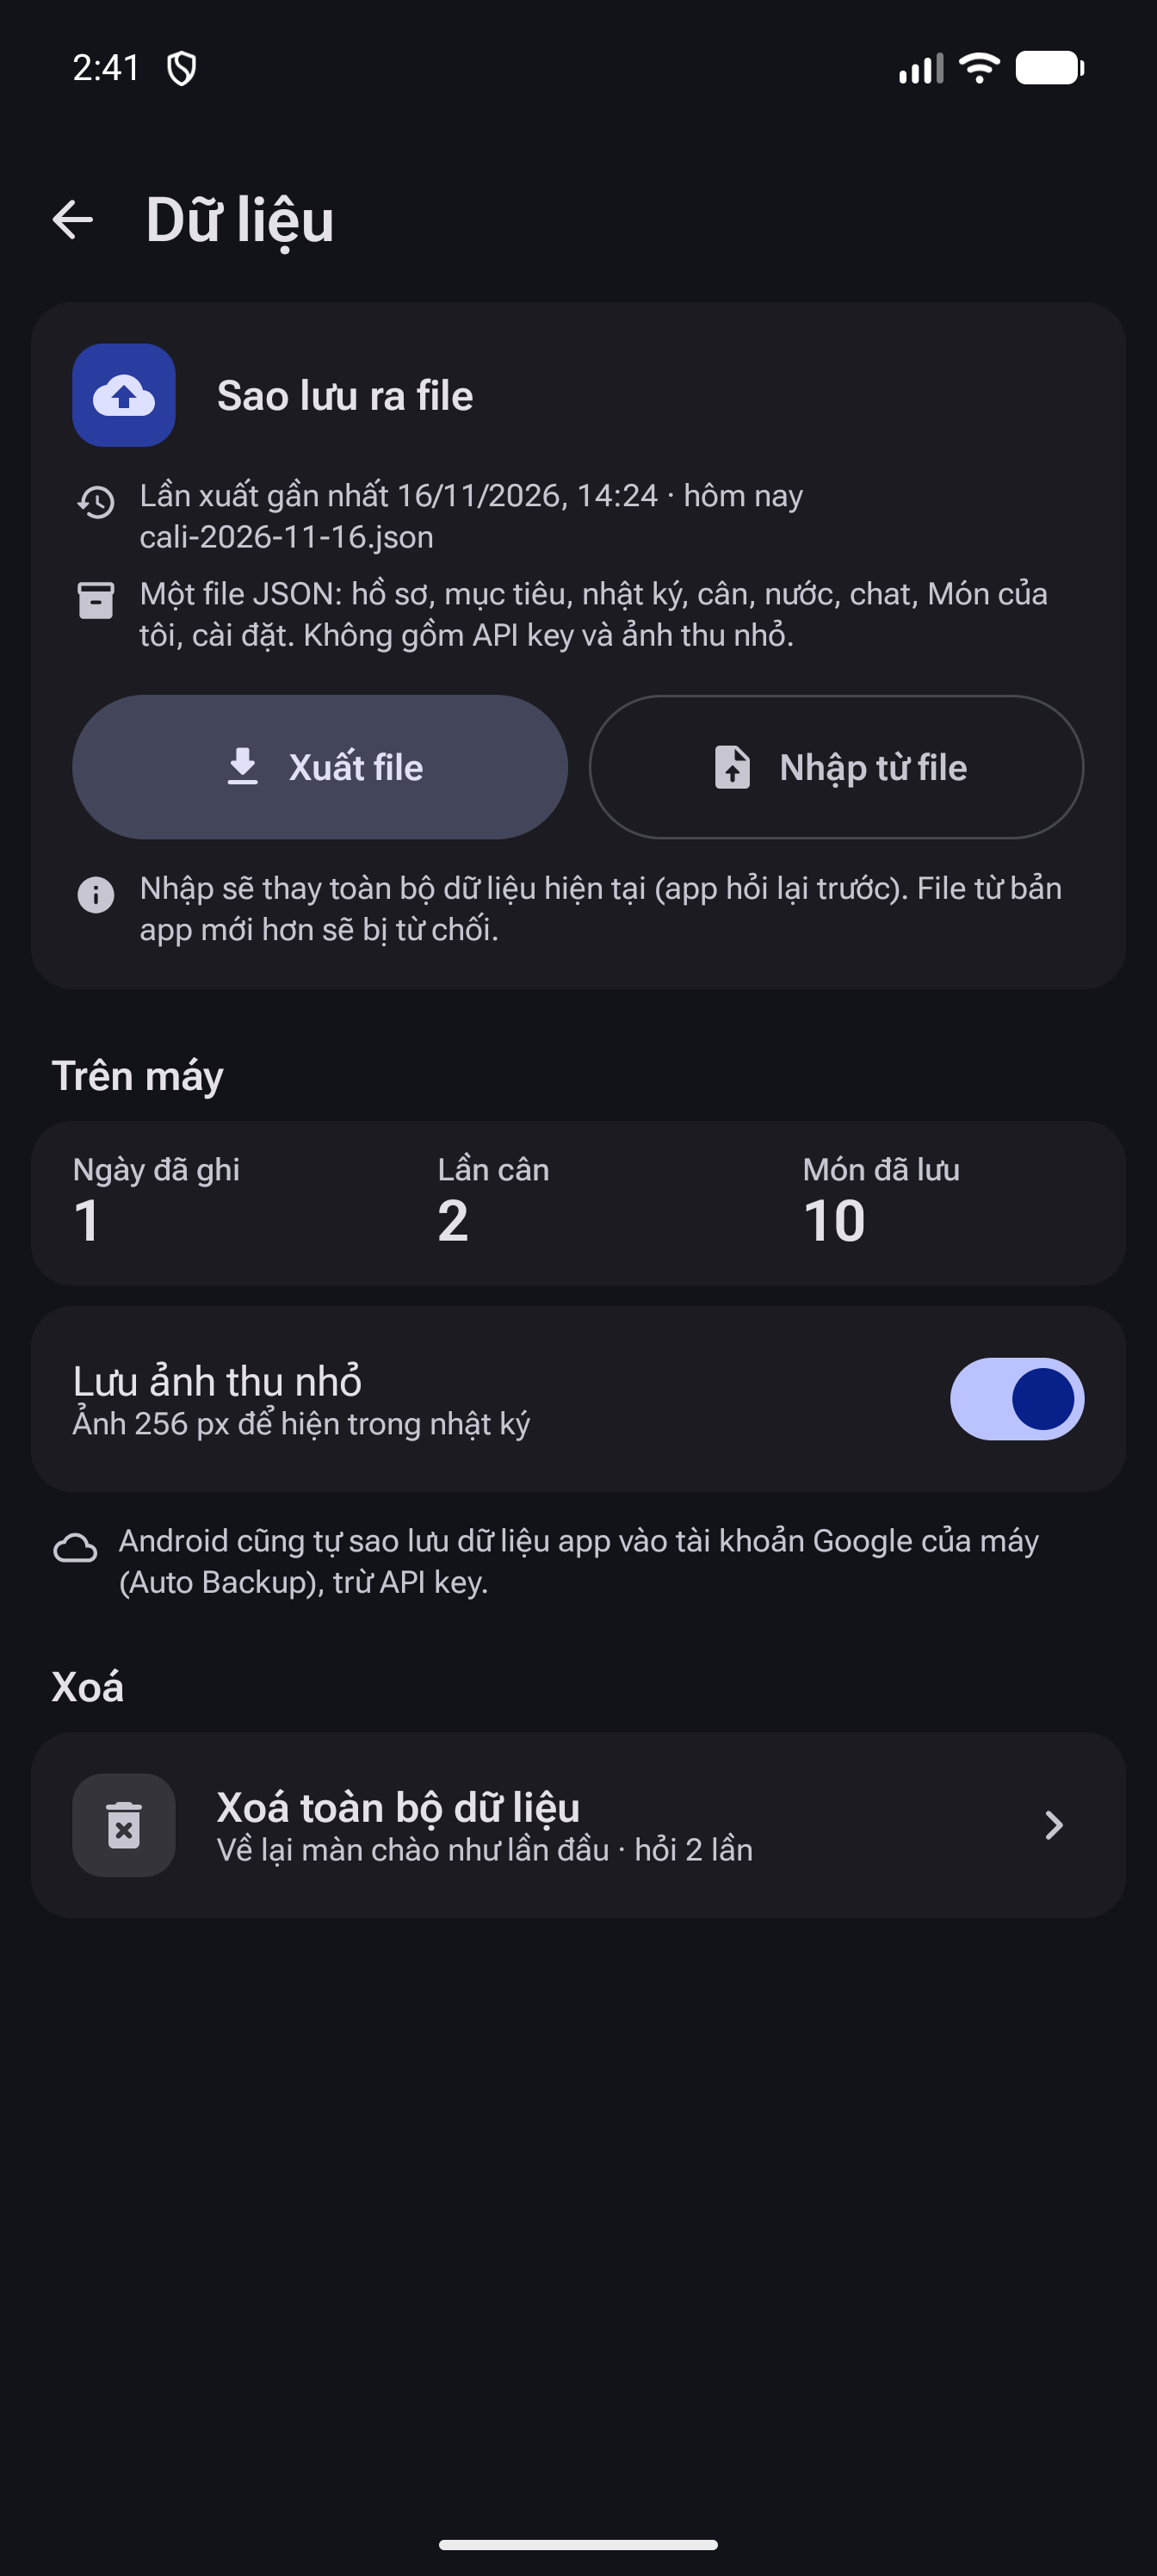 2:41
Dữ liệu
Sao lưu ra file
Lần xuất gần nhất 16/11/2026, 14:24 · hôm nay
cali-2026-11-16.json
Một file JSON: hồ sơ, mục tiêu, nhật ký, cân, nước, chat, Món của
tôi, cài đặt. Không gồm API key và ảnh thu nhỏ.
Xuất file
Nhập từ file
Nhập sẽ thay toàn bộ dữ liệu hiện tại (app hỏi lại trước). File từ bản
app mới hơn sẽ bị từ chối.
Trên máy
Ngày đã ghi
1
Lần cân
2
Món đã lưu
10
Lưu ảnh thu nhỏ
Ảnh 256 px để hiện trong nhật ký
Android cũng tự sao lưu dữ liệu app vào tài khoản Google của máy
(Auto Backup), trừ API key.
Xoá
Xoá toàn bộ dữ liệu
Về lại màn chào như lần đầu · hỏi 2 lần